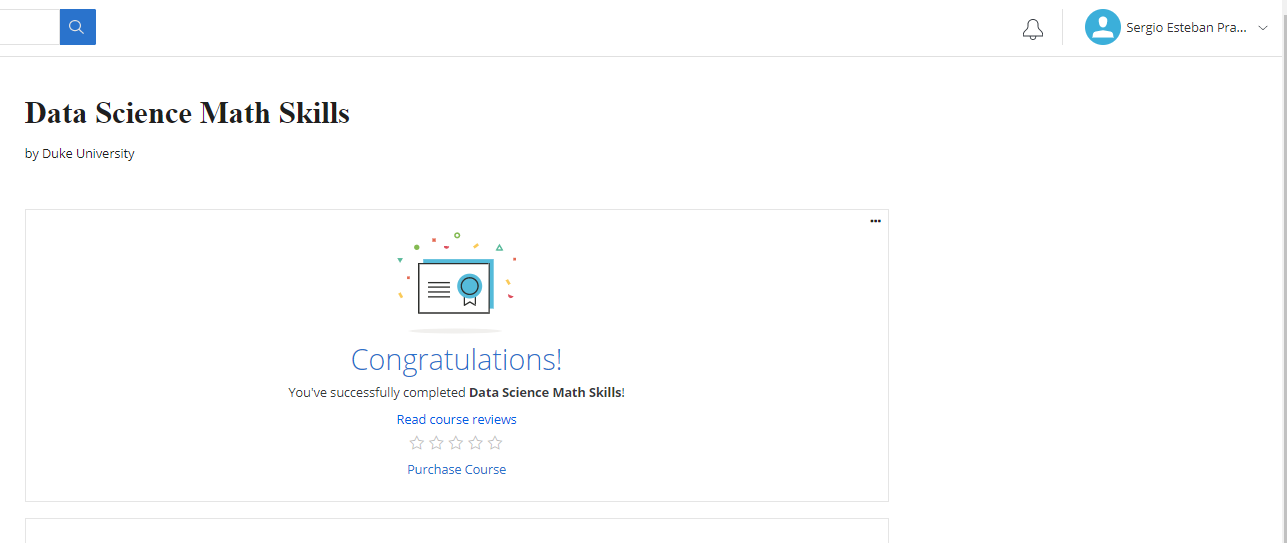 Sergio Esteban Pra...
Data Science Math Skills
by Duke University
Congratulations!
You've successfully completed Data Science Math Skills!
Read course reviews
Purchase Course